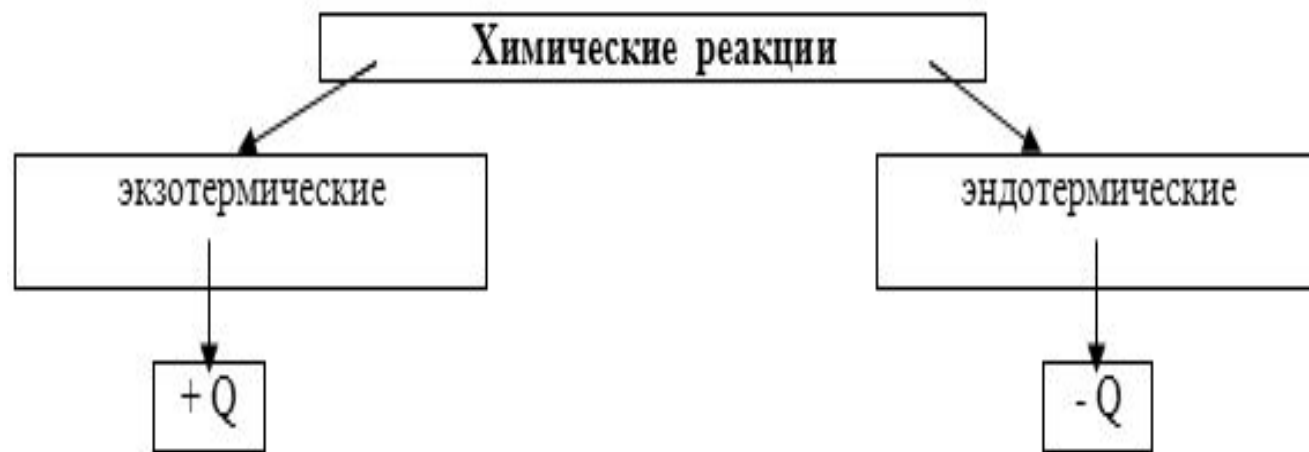 Химические реакции
экзотермические
эндотермические
+ Q
- Q